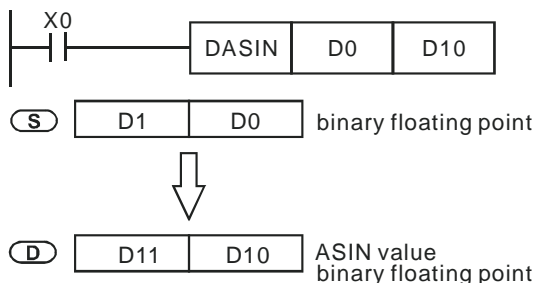 X0
DASIN D0 D10
S D1 D0 binary floating point
D D11 D10 ASIN value
binary floating point